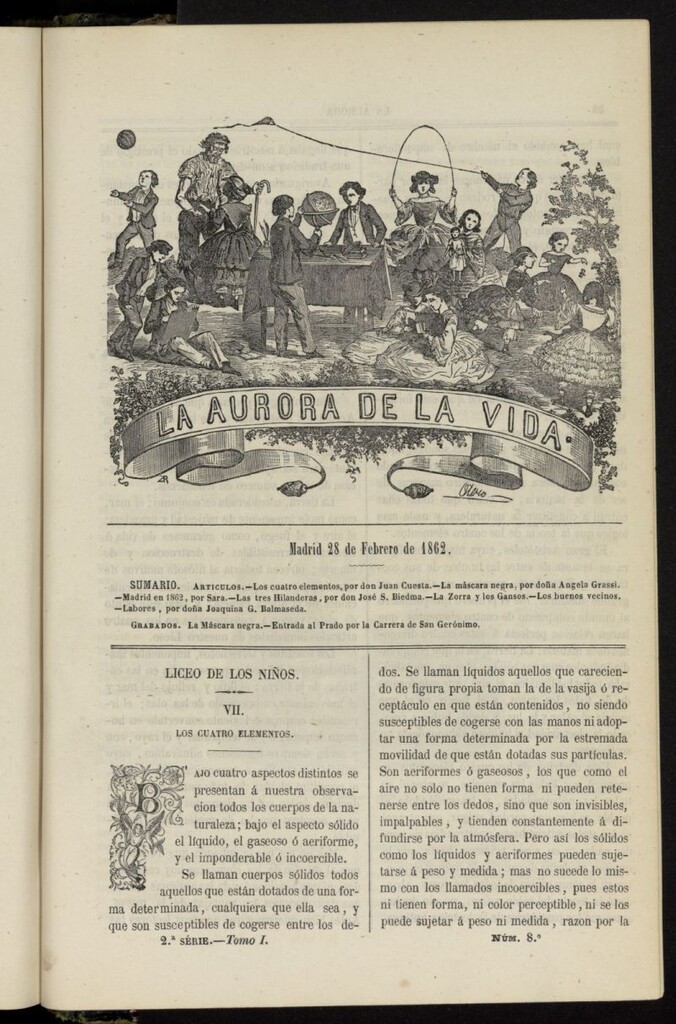 LA AURORA DE LA VIDA.
Otero
Madrid 28 de Febrero de 1862.
SUMARIO. ARTICULOS.—Los cuatro elementos, por don Juan Cuesta.—La máscara negra, por doña Angela Grassi.
—Madrid en 1862, por Sara.—Las tres Hilanderas, por don José S. Biedma.—La Zorra y los Gansos.—Los buenos vecinos.
—Labores, por doña Joaquina G. Balmaseda.
GRABADOS. La Máscara negra.—Entrada al Prado por la Carrera de San Gerónimo.
LICEO DE LOS NIÑOS.
VII.
LOS CUATRO ELEMENTOS.
BAJO cuatro aspectos distintos se
presentan á nuestra observa-
cion todos los cuerpos de la na-
turaleza; bajo el aspecto sólido
el líquido, el gaseoso ó aeriforme,
y el imponderable ó incoercible.
Se llaman cuerpos sólidos todos
aquellos que están dotados de una for-
ma determinada, cualquiera que ella sea, y
que son susceptibles de cogerse entre los de-
2.ª SÉRIE.—Tomo I.
dos. Se llaman líquidos aquellos que carecien-
do de figura propia toman la de la vasija ó re-
ceptáculo en que están contenidos, no siendo
susceptibles de cogerse con las manos ni adop-
tar una forma determinada por la estremada
movilidad de que están dotadas sus partículas.
Son aeriformes ó gaseosos, los que como el
aire no solo no tienen forma ni pueden rete-
nerse entre los dedos, sino que son invisibles,
impalpables, y tienden constantemente á di-
fundirse por la atmósfera. Pero así los sólidos
como los líquidos y aeriformes pueden suje-
tarse á peso y medida; mas no sucede lo mis-
mo con los llamados incoercibles, pues estos
ni tienen forma, ni color perceptible, ni se los
puede sujetar á peso ni medida, razon por la
NÚM. 8.º